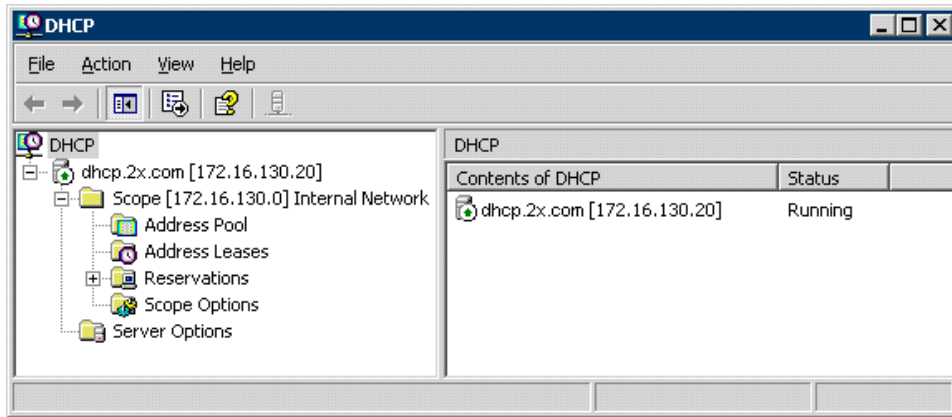 DHCP
File Action View Help
DHCP
dhcp.2x.com [172.16.130.20]
Scope [172.16.130.0] Internal Network
Address Pool
Address Leases
Reservations
Scope Options
Server Options
DHCP
Contents of DHCP Status
dhcp.2x.com [172.16.130.20] Running